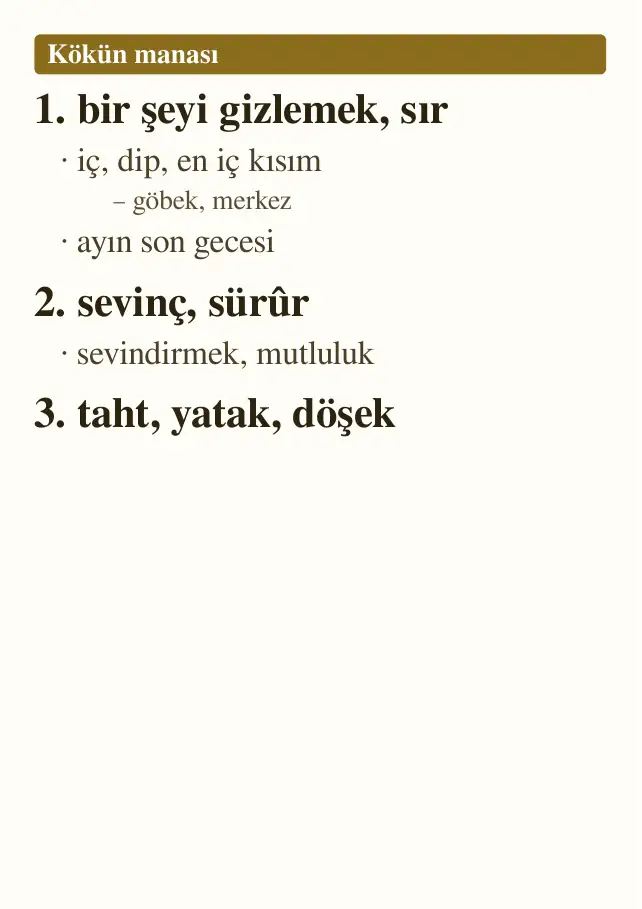 Kökün manası
1. bir şeyi gizlemek, sır
· iç, dip, en iç kısım
– göbek, merkez
· ayın son gecesi
2. sevinç, sürûr
· sevindirmek, mutluluk
3. taht, yatak, döşek